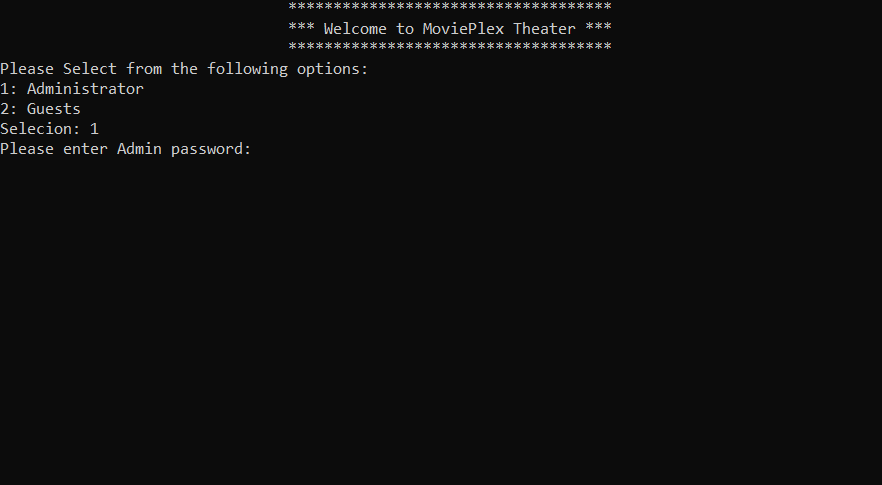 ************************************
*** Welcome to MoviePlex Theater ***
************************************
Please Select from the following options:
1: Administrator
2: Guests
Selecion: 1
Please enter Admin password: